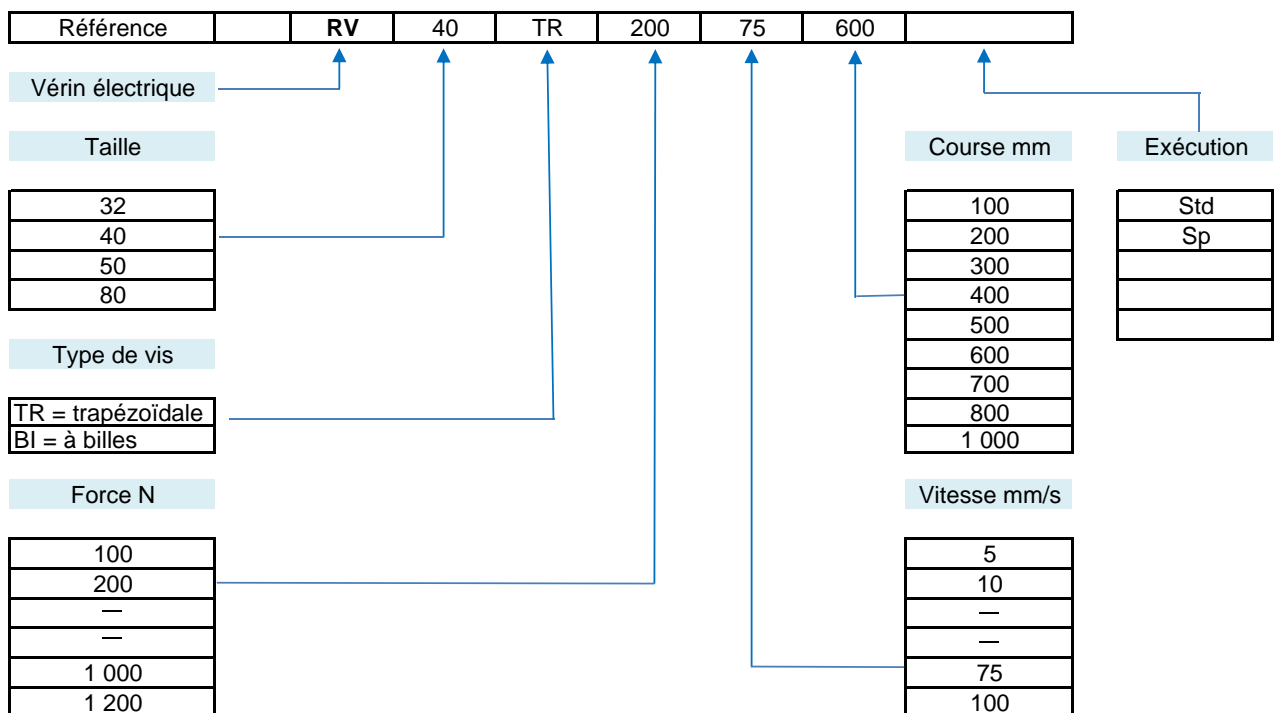 Référence RV 40 TR 200 75 600
Vérin électrique
Taille
32
40
50
80
Type de vis
TR = trapézoïdale
BI = à billes
Force N
100
200
—
—
1 000
1 200
Course mm
100
200
300
400
500
600
700
800
1 000
Vitesse mm/s
5
10
—
—
75
100
Exécution
Std
Sp